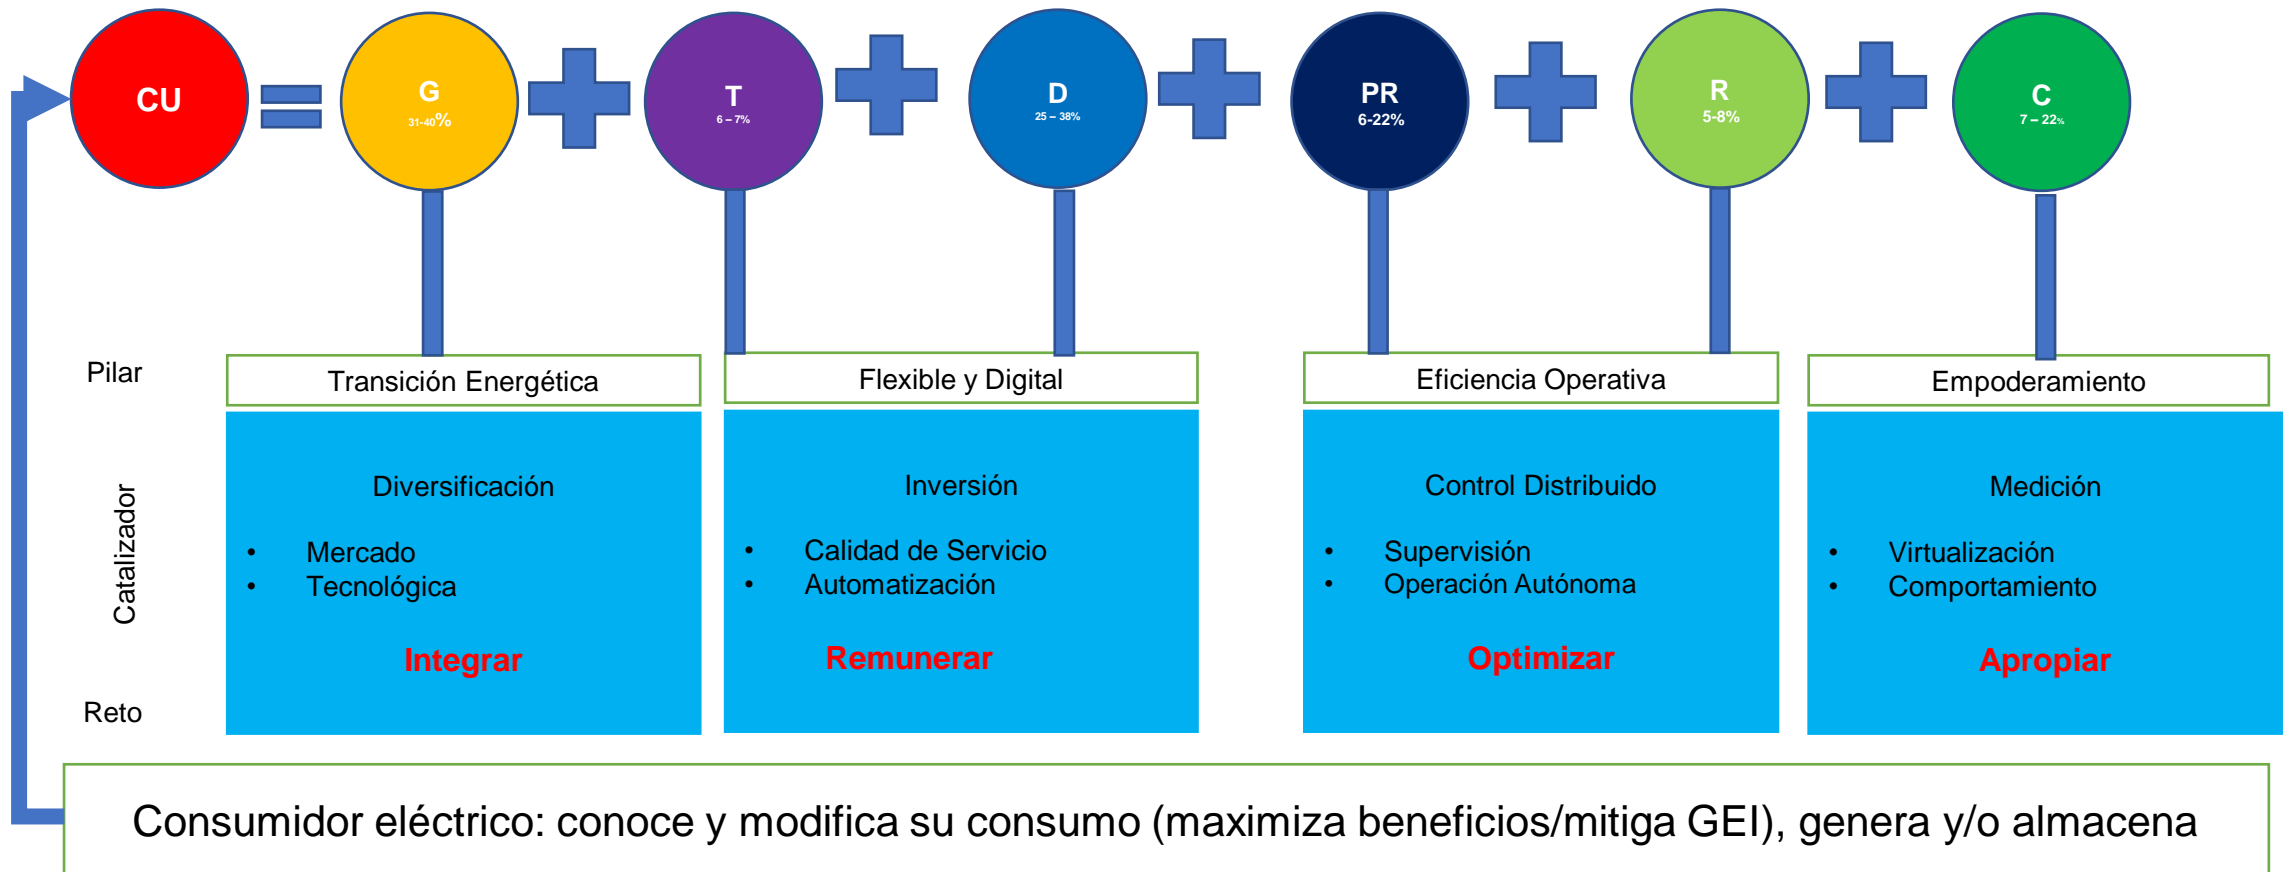 CU
G
31-40%
T
6 – 7%
D
25 – 38%
PR
6-22%
R
5-8%
C
7 – 22%
Pilar
Transición Energética
Flexible y Digital
Eficiencia Operativa
Empoderamiento
Catalizador
Diversificación
• Mercado
• Tecnológica
Integrar
Inversión
• Calidad de Servicio
• Automatización
Remunerar
Control Distribuido
• Supervisión
• Operación Autónoma
Optimizar
Medición
• Virtualización
• Comportamiento
Apropiar
Reto
Consumidor eléctrico: conoce y modifica su consumo (maximiza beneficios/mitiga GEI), genera y/o almacena